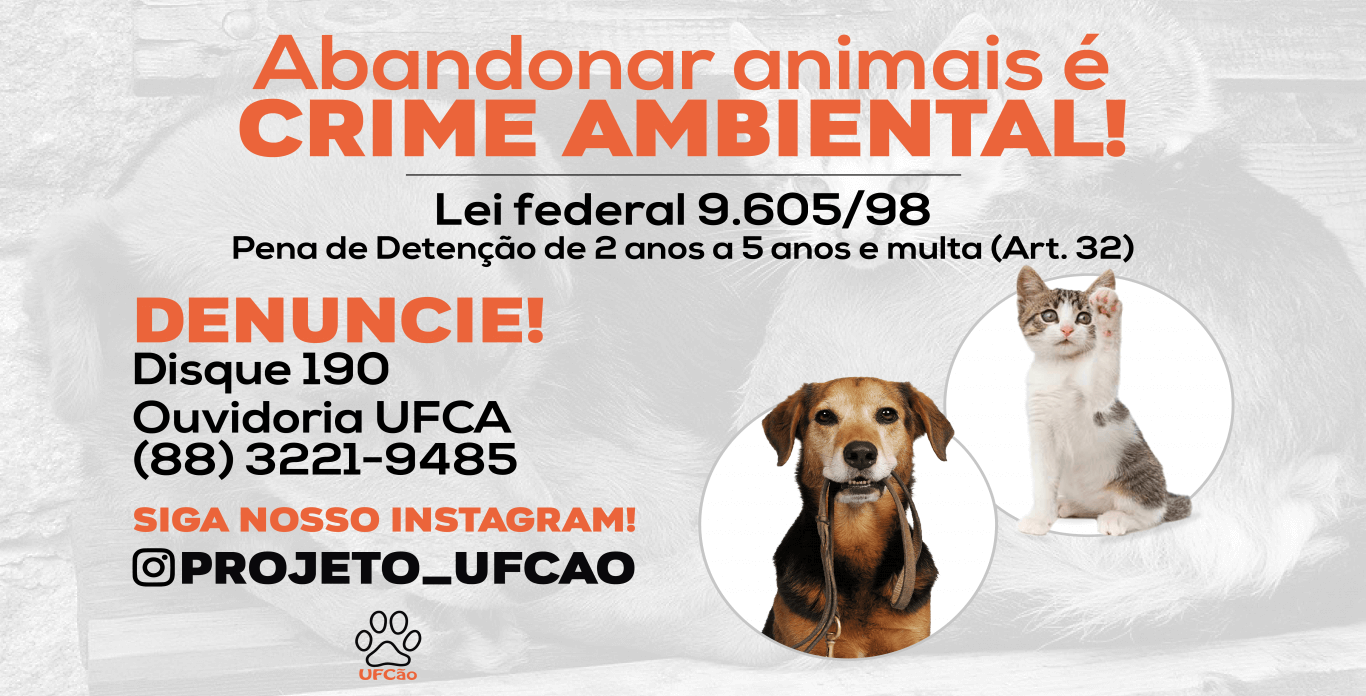 Abandonar animais é
CRIME AMBIENTAL!
Lei federal 9.605/98
Pena de Detenção de 2 anos a 5 anos e multa (Art. 32)
DENUNCIE!
Disque 190
Ouvidoria UFCA
(88) 3221-9485
SIGA NOSSO INSTAGRAM!
PROJETO_UFCAO
UFCão